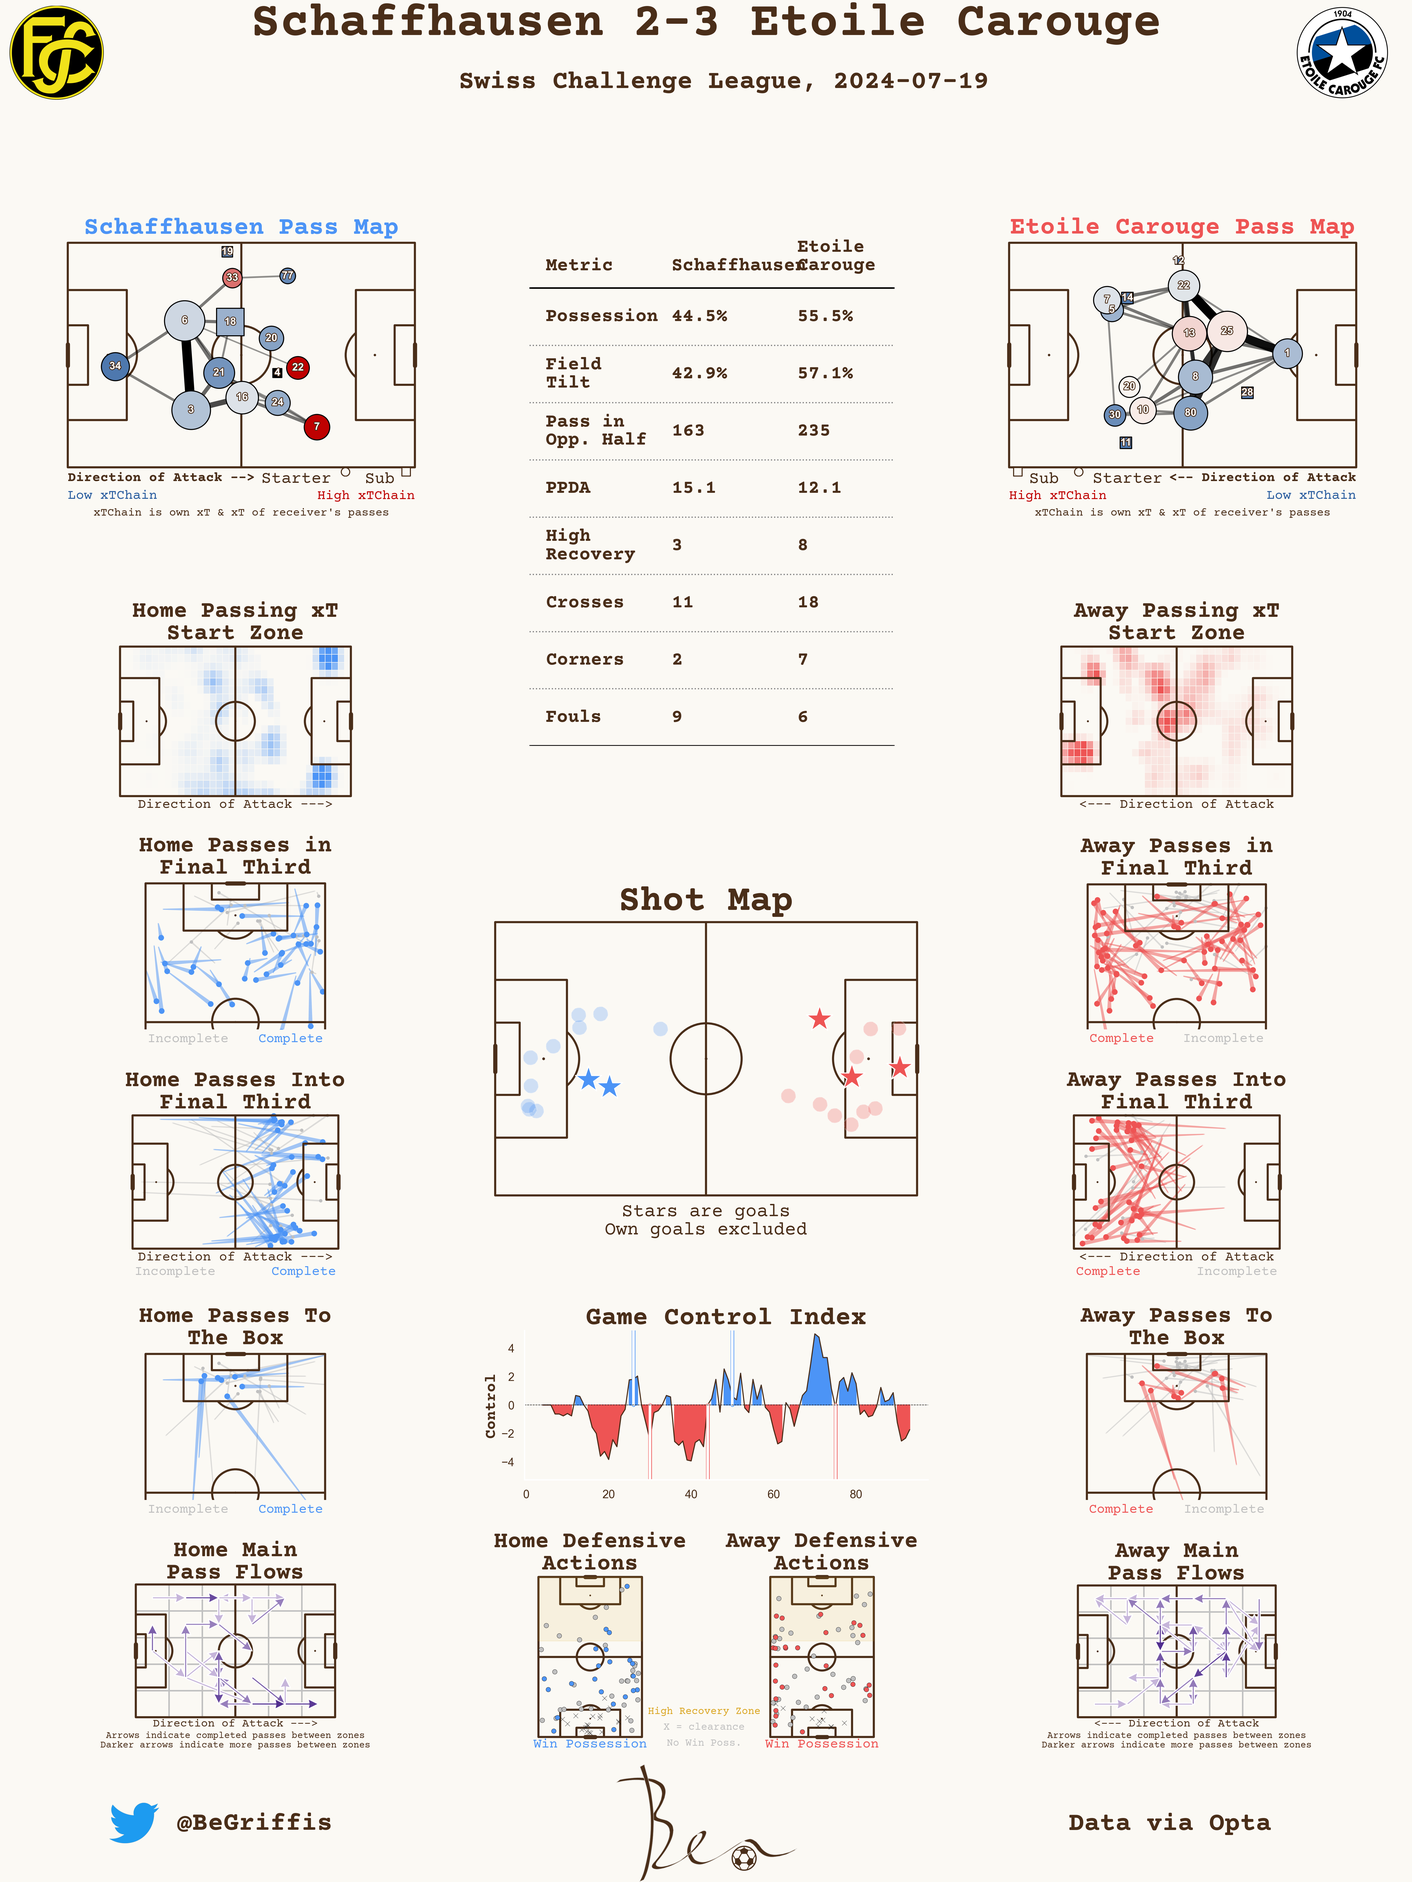 Schaffhausen 2-3 Etoile Carouge
Swiss Challenge League, 2024-07-19
FCS
1904
ETOILE CAROUGE FC
Schaffhausen Pass Map
19
33
77
6
18
20
34
21
4
22
3
16
24
7
Direction of Attack --> Starter Sub
Low xTChain High xTChain
xTChain is own xT & xT of receiver's passes
Metric Schaffhausen Etoile
Carouge
Possession 44.5% 55.5%
Field
Tilt 42.9% 57.1%
Pass in
Opp. Half 163 235
PPDA 15.1 12.1
High
Recovery 3 8
Crosses 11 18
Corners 2 7
Fouls 9 6
Etoile Carouge Pass Map
12
22
7
14
5
13
25
1
8
20
28
30
10
80
11
Sub Starter <-- Direction of Attack
High xTChain Low xTChain
xTChain is own xT & xT of receiver's passes
Home Passing xT
Start Zone
Direction of Attack --->
Away Passing xT
Start Zone
<--- Direction of Attack
Home Passes in
Final Third
Incomplete Complete
Away Passes in
Final Third
Complete Incomplete
Shot Map
Stars are goals
Own goals excluded
Home Passes Into
Final Third
Direction of Attack --->
Incomplete Complete
Away Passes Into
Final Third
<--- Direction of Attack
Complete Incomplete
Home Passes To
The Box
Incomplete Complete
Game Control Index
Control
4
2
0
−2
−4
0 20 40 60 80
Away Passes To
The Box
Complete Incomplete
Home Main
Pass Flows
Direction of Attack --->
Arrows indicate completed passes between zones
Darker arrows indicate more passes between zones
Home Defensive
Actions
Win Possession
Away Defensive
Actions
Win Possession
High Recovery Zone
X = clearance
No Win Poss.
Away Main
Pass Flows
<--- Direction of Attack
Arrows indicate completed passes between zones
Darker arrows indicate more passes between zones
@BeGriffis
Ben
Data via Opta